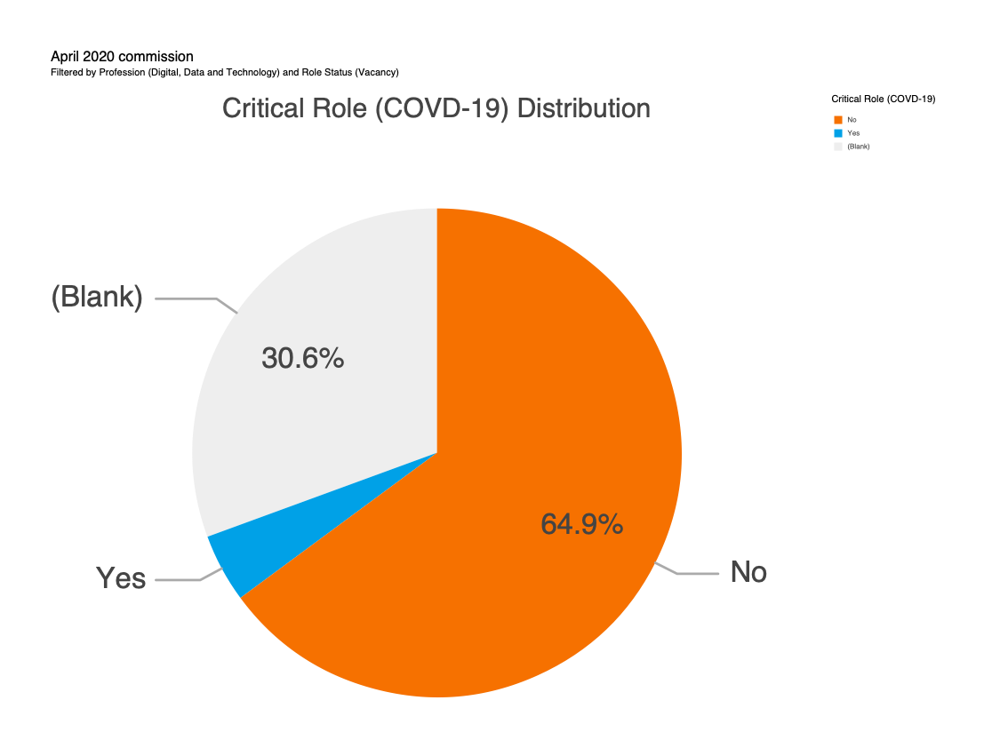 April 2020 commission
Filtered by Profession (Digital, Data and Technology) and Role Status (Vacancy)
Critical Role (COVD-19) Distribution
Critical Role (COVD-19)
No
Yes
(Blank)
(Blank)
30.6%
64.9%
Yes
No